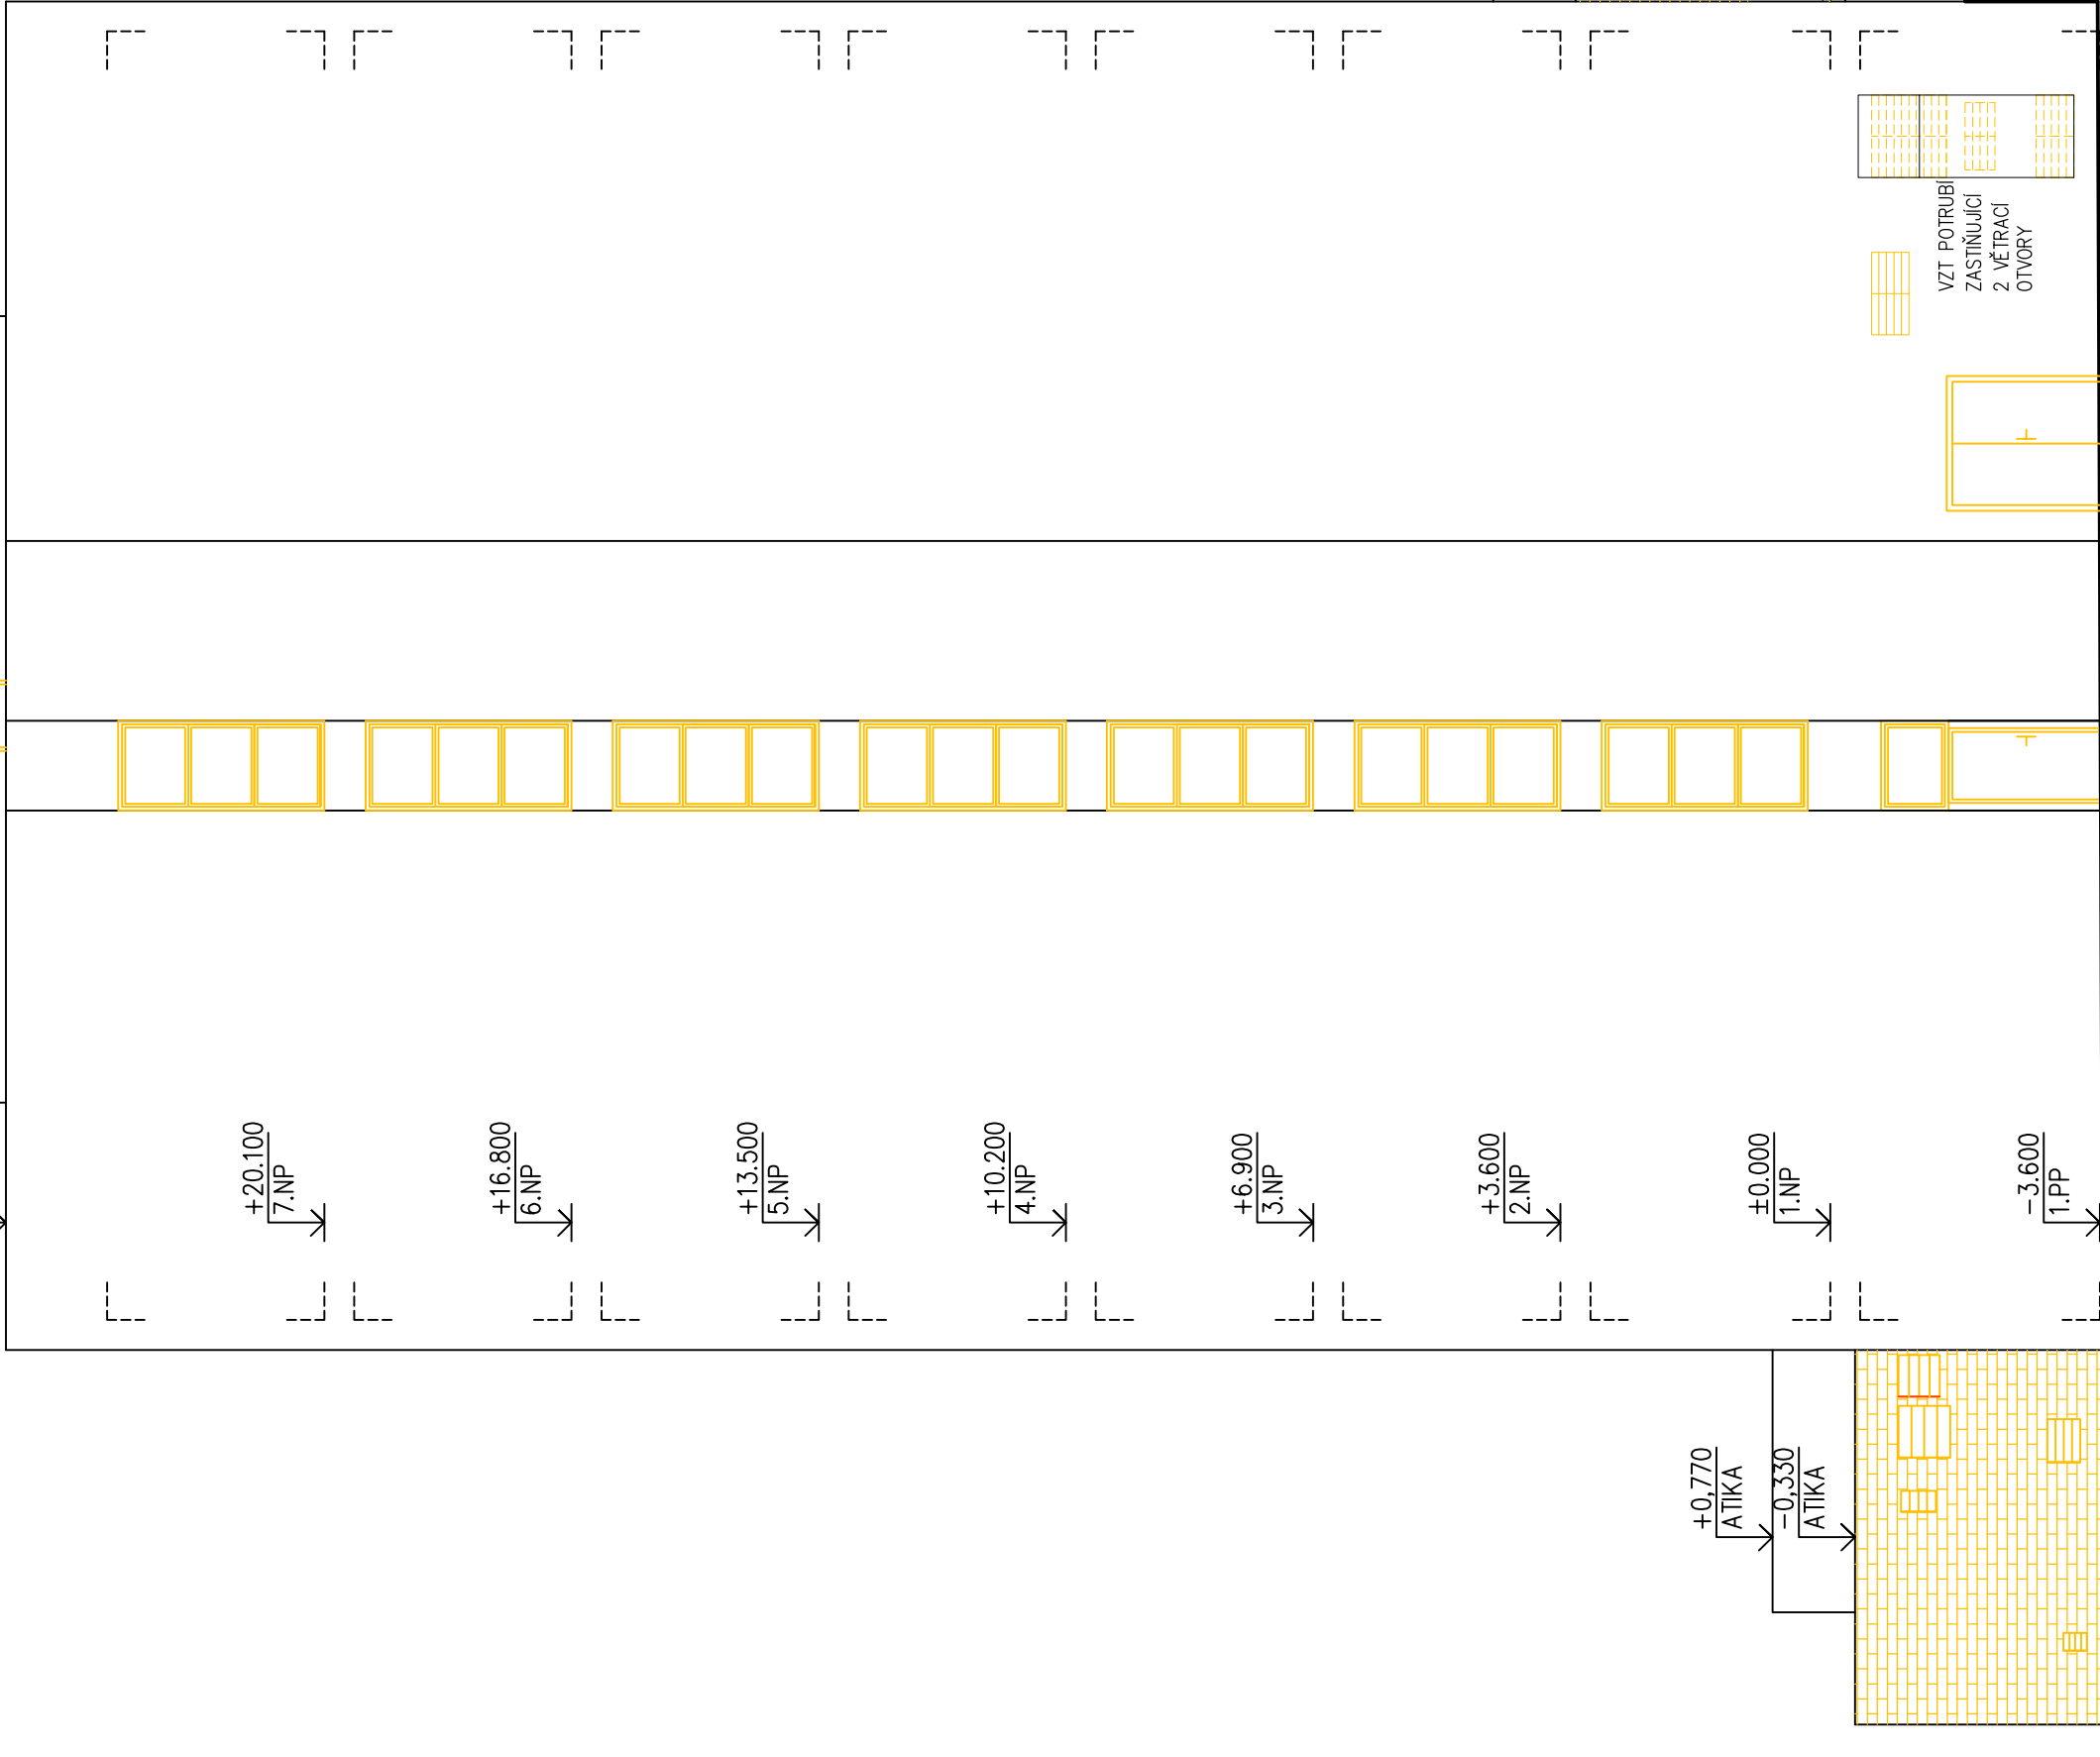 +20.100
7.NP
+16.800
6.NP
+13.500
5.NP
+10.200
4.NP
+6.900
3.NP
+3.600
2.NP
±0.000
1.NP
-3.600
1.PP
VZT POTRUBÍ
ZASTIŇUJÍCÍ
2 VĚTRACÍ
OTVORY
+0,770
ATIKA
-0,330
ATIKA